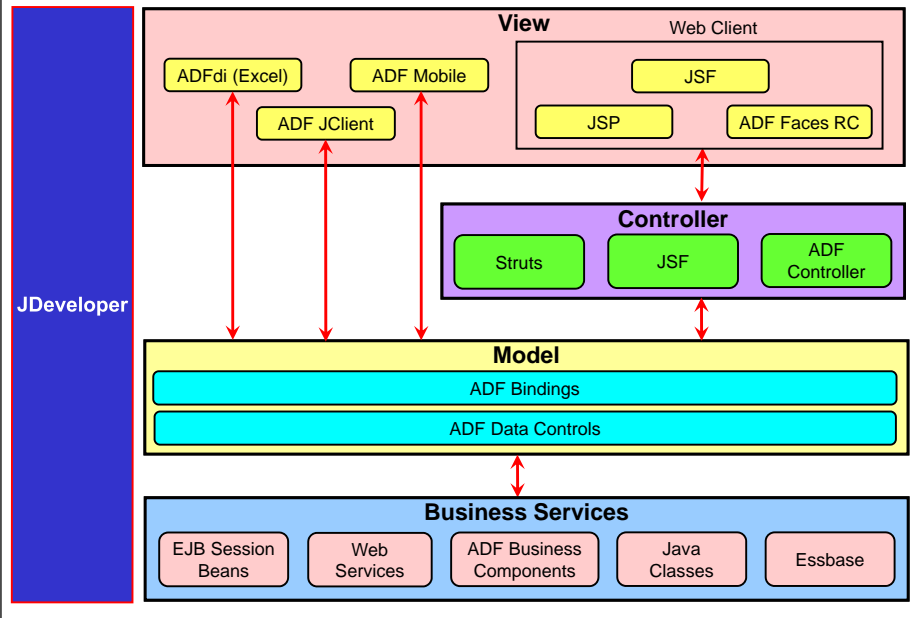 JDeveloper
View
Web Client
ADFdi (Excel)
ADF Mobile
JSF
ADF JClient
JSP
ADF Faces RC
Controller
Struts
JSF
ADF
Controller
Model
ADF Bindings
ADF Data Controls
Business Services
EJB Session
Beans
Web
Services
ADF Business
Components
Java
Classes
Essbase